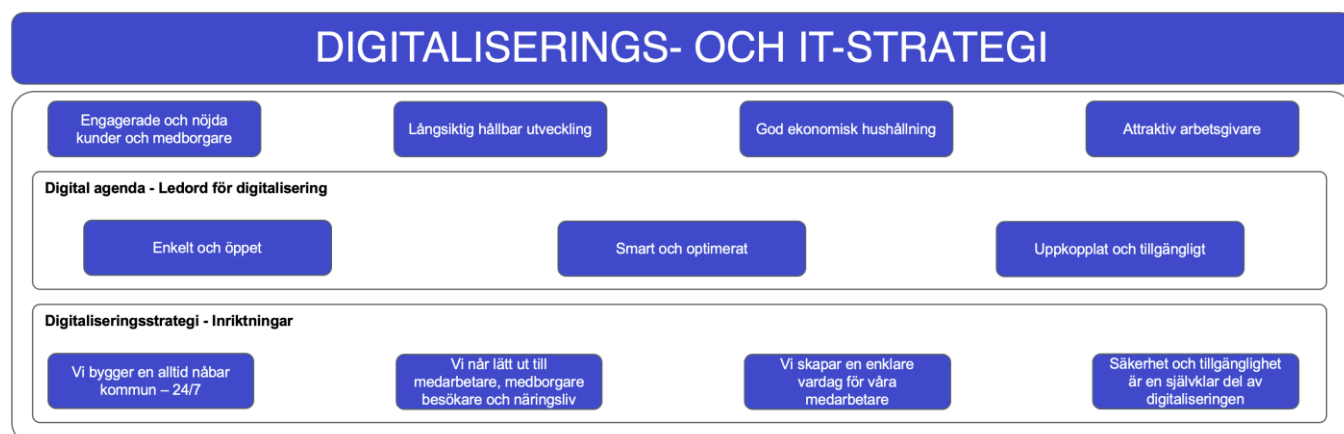 DIGITALISERINGS- OCH IT-STRATEGI
Engagerade och nöjda
kunder och medborgare
Långsiktig hållbar utveckling
God ekonomisk hushållning
Attraktiv arbetsgivare
Digital agenda - Ledord för digitalisering
Enkelt och öppet
Smart och optimerat
Uppkopplat och tillgängligt
Digitaliseringsstrategi - Inriktningar
Vi bygger en alltid nåbar
kommun – 24/7
Vi når lätt ut till
medarbetare, medborgare
besökare och näringsliv
Vi skapar en enklare
vardag för våra
medarbetare
Säkerhet och tillgänglighet
är en självklar del av
digitaliseringen